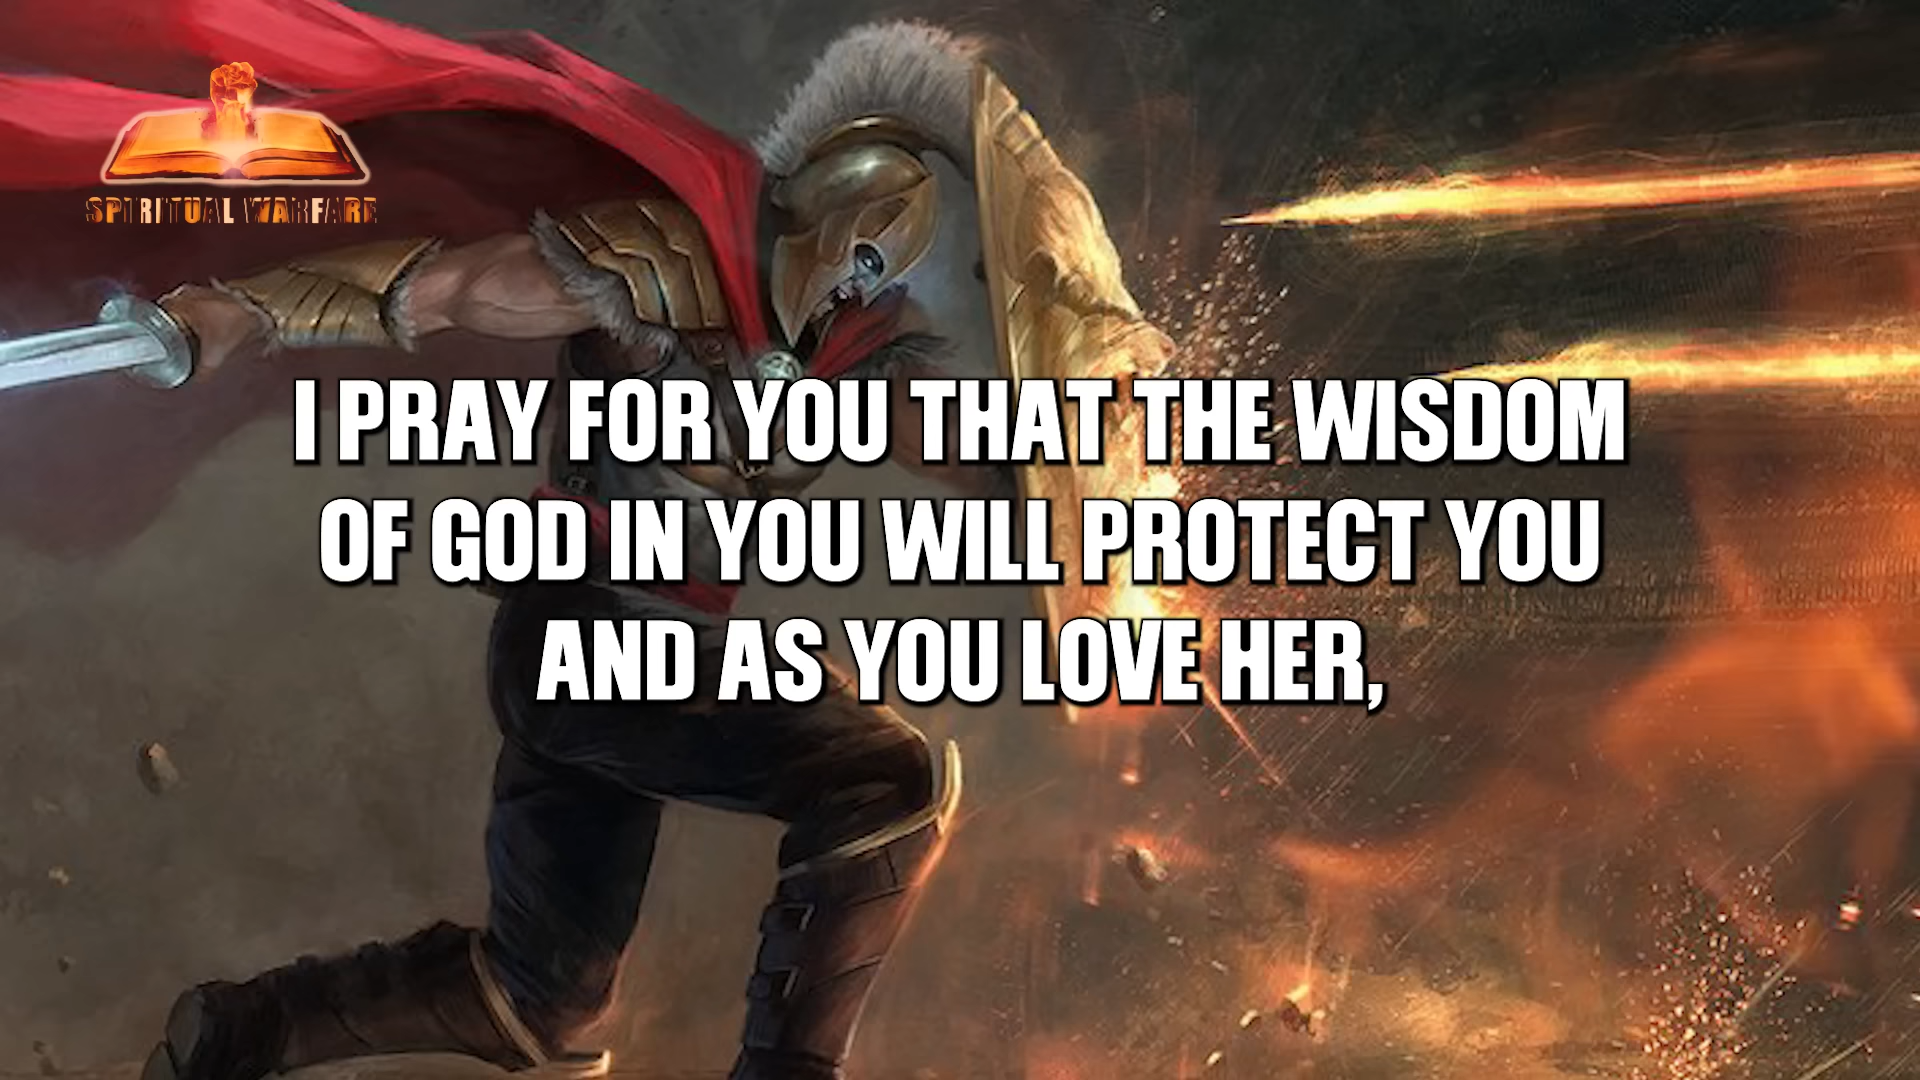 SPIRITUAL WARFARE
I PRAY FOR YOU THAT THE WISDOM
OF GOD IN YOU WILL PROTECT YOU
AND AS YOU LOVE HER,